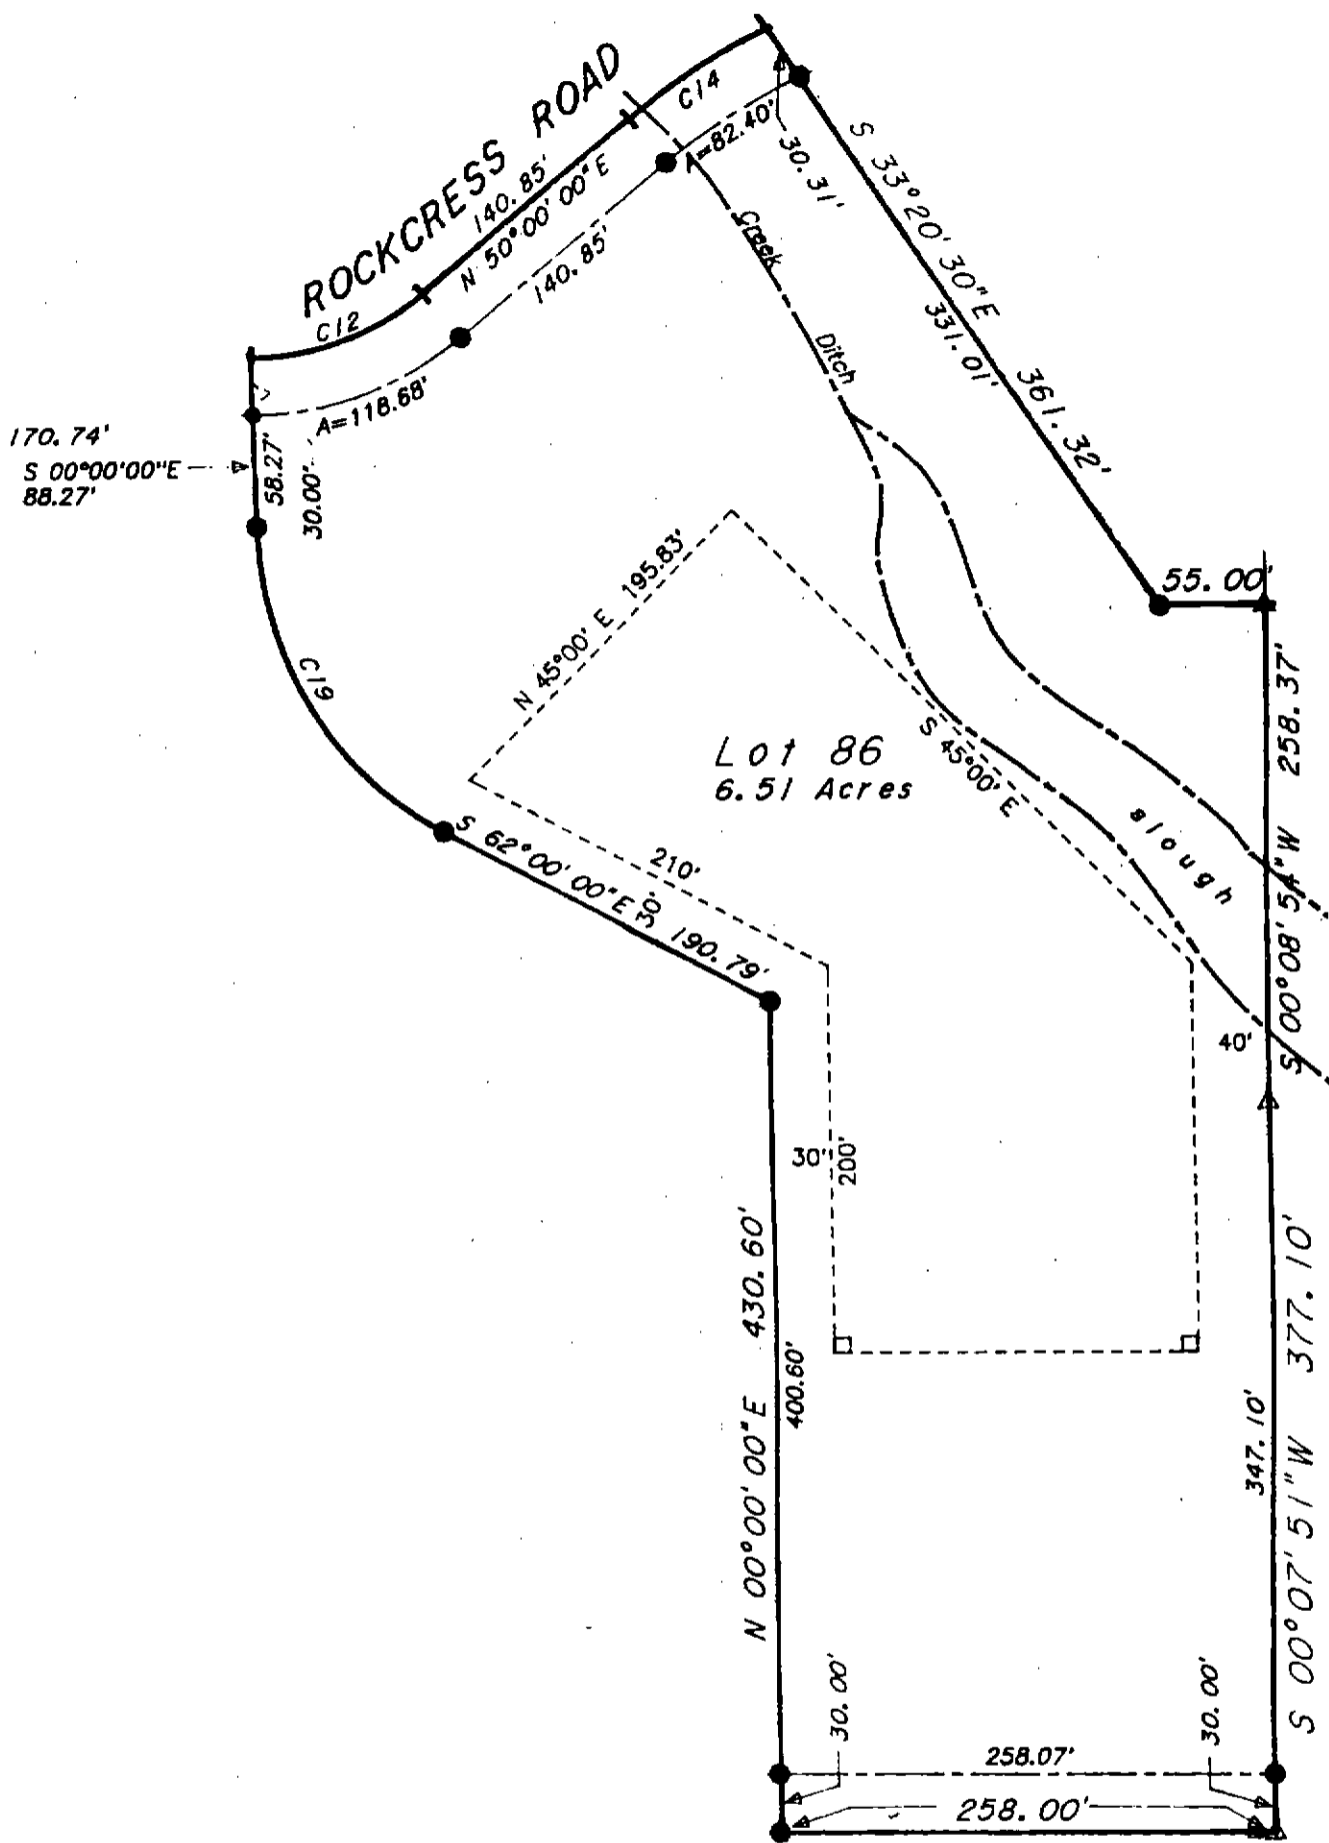 ROCKCRESS ROAD
C14
A=82.40'
30.31'
140.85'
N 50°00'00"E
140.85'
C12
A=118.68'
S 33°20'30"E
331.01'
361.32'
Creek
Ditch
170.74'
S 00°00'00"E
88.27'
58.27'
30.00'
55.00'
N 45°00' E 195.83'
C19
Lot 86
6.51 Acres
S 45°00' E
258.37'
S 00°08'54"W
slough
S 62°00'00"E 190.79'
210'
30'
40'
30'
200'
N 00°00'00"E 430.60'
400.60'
377.10'
S 00°07'51"W
347.10'
30.00'
30.00'
258.07'
258.00'